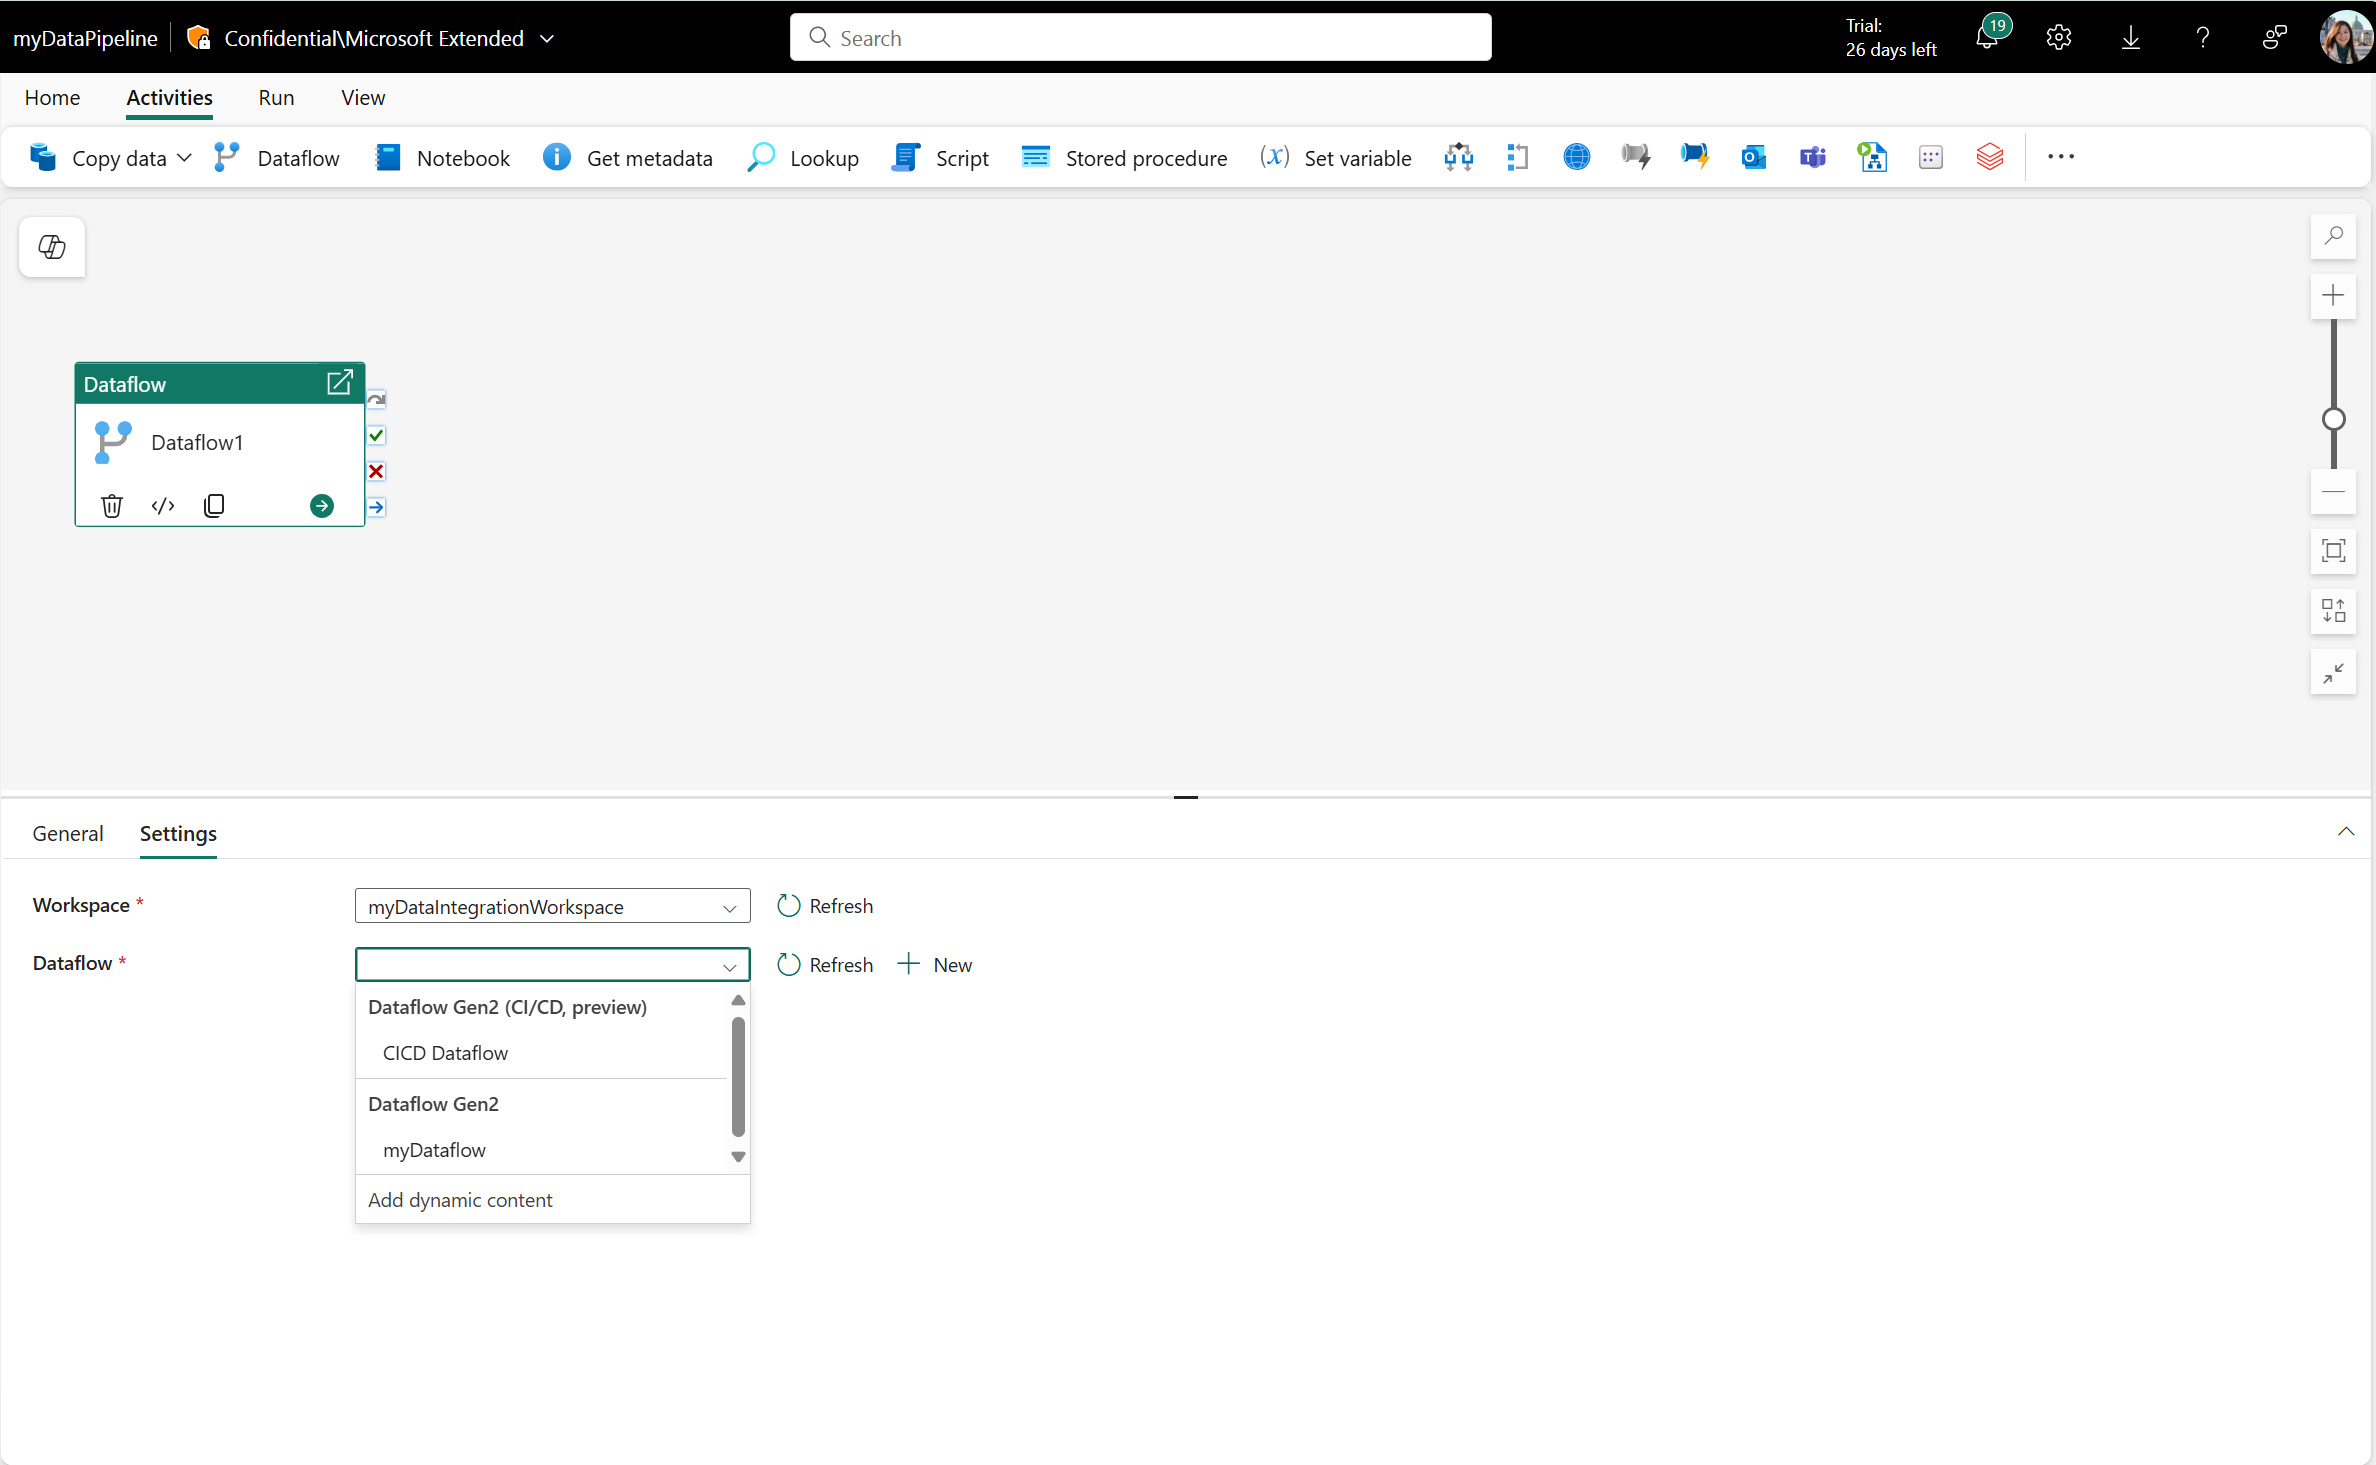 myDataPipeline
Confidential\Microsoft Extended
Search
Trial:
26 days left
19
Home Activities Run View
Copy data Dataflow Notebook Get metadata Lookup Script Stored procedure (x) Set variable
Dataflow
Dataflow1
General Settings
Workspace * myDataIntegrationWorkspace Refresh
Dataflow * Refresh New
Dataflow Gen2 (CI/CD, preview)
CICD Dataflow
Dataflow Gen2
myDataflow
Add dynamic content